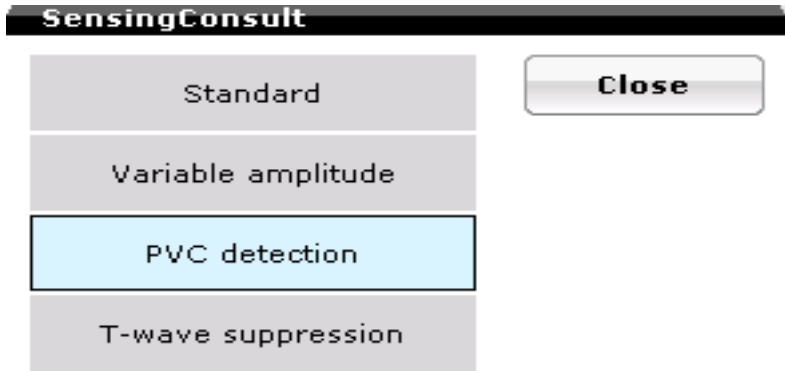 SensingConsult
Standard
Close
Variable amplitude
PVC detection
T-wave suppression